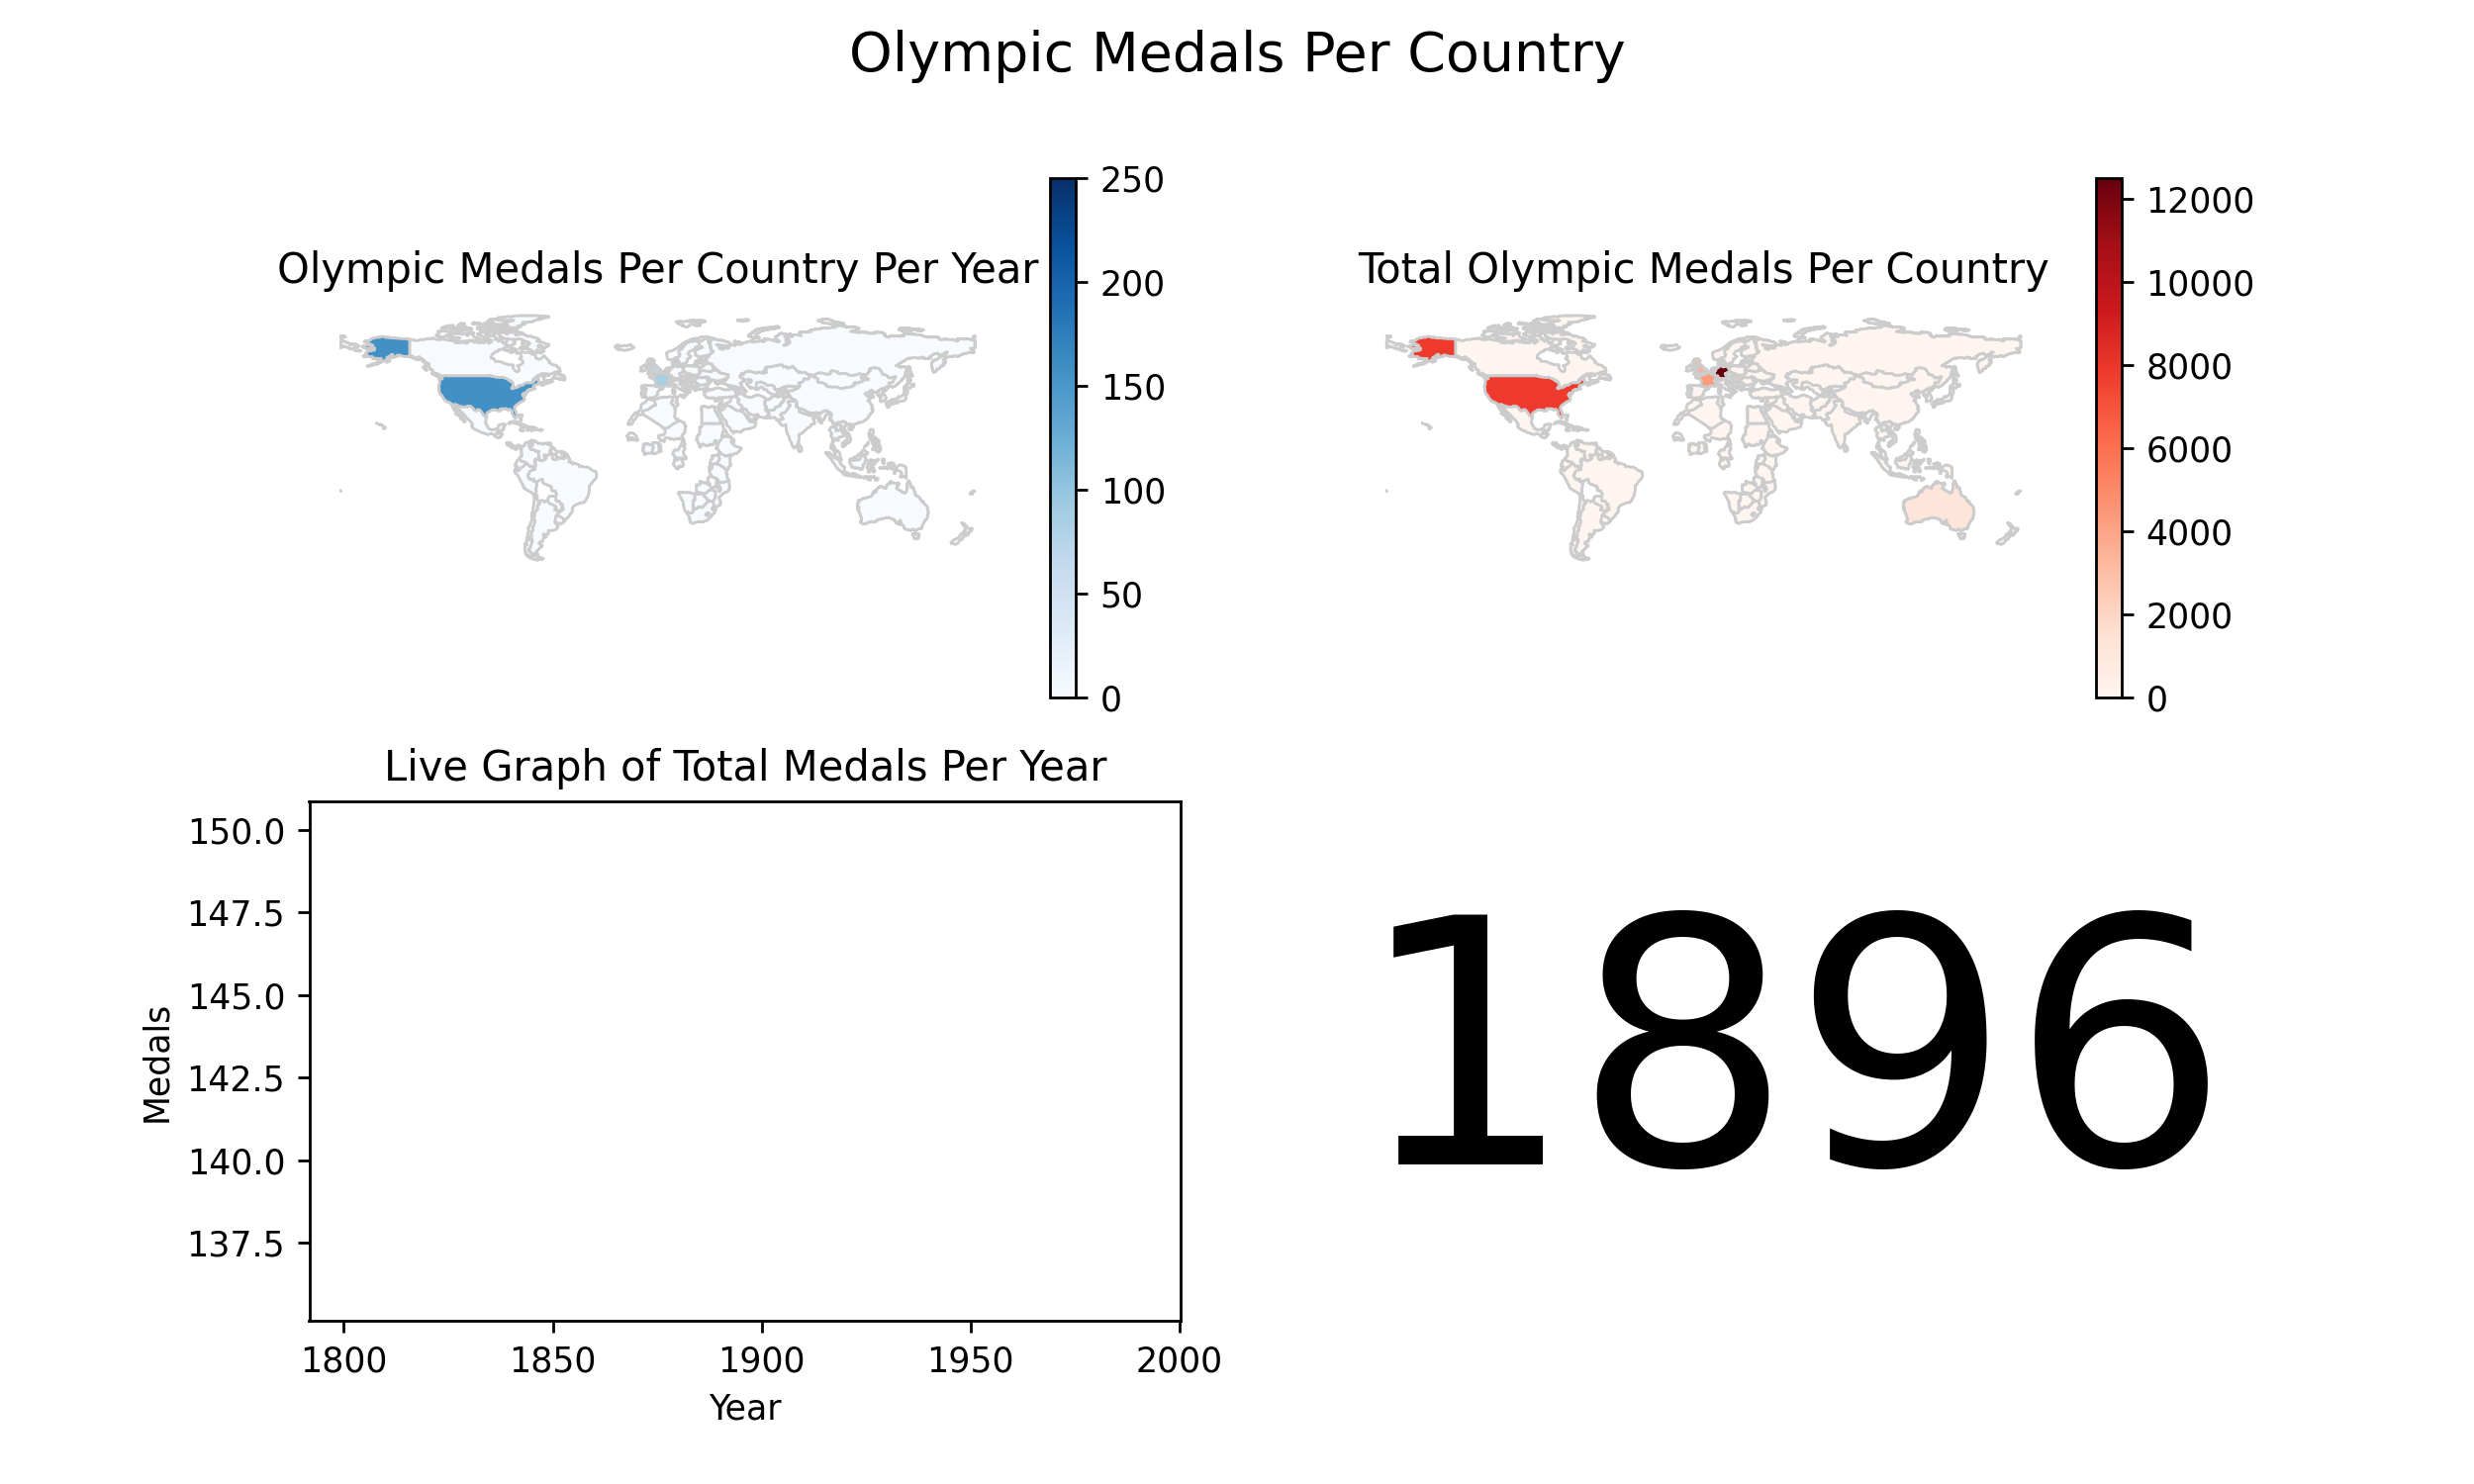 Olympic Medals Per Country
Olympic Medals Per Country Per Year
250
200
150
100
50
0
Total Olympic Medals Per Country
12000
10000
8000
6000
4000
2000
0
Live Graph of Total Medals Per Year
150.0
147.5
145.0
142.5
140.0
137.5
Medals
1800 1850 1900 1950 2000
Year
1896